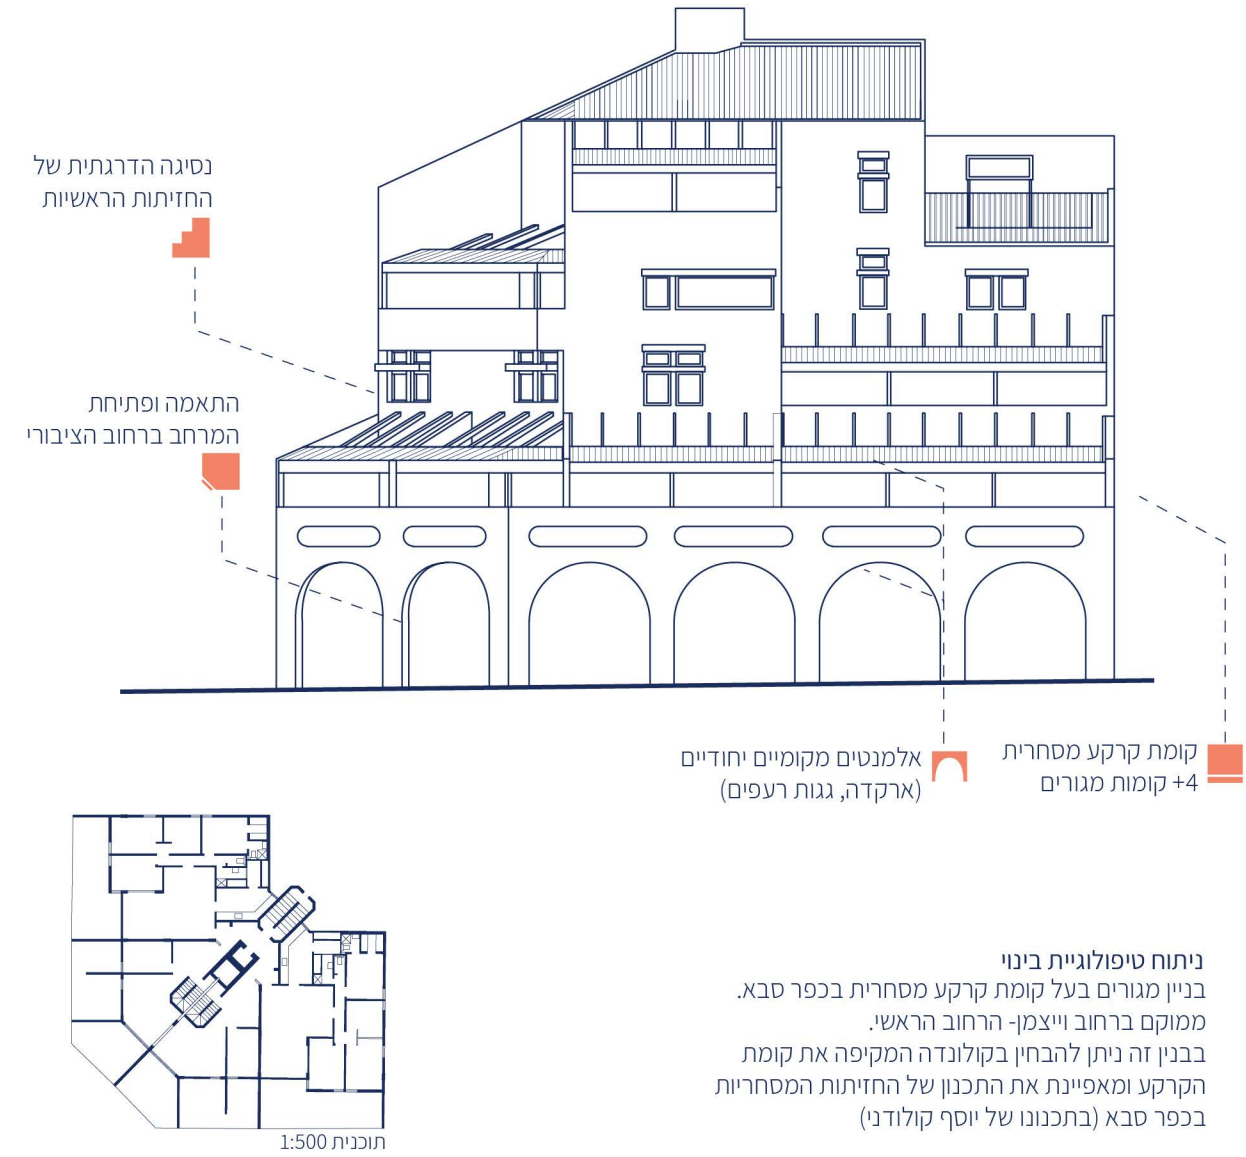 נסיגה הדרגתית של
החזיתות הראשיות
התאמה ופתיחת
המרחב ברחוב הציבורי
קומת קרקע מסחרית
+4 קומות מגורים
אלמנטים מקומיים יחודיים
(ארקדה, גגות רעפים)
ניתוח טיפולוגיית בינוי
בניין מגורים בעל קומת קרקע מסחרית בכפר סבא.
ממוקם ברחוב וייצמן- הרחוב הראשי.
בבנין זה ניתן להבחין בקולונדה המקיפה את קומת
הקרקע ומאפיינת את התכנון של החזיתות המסחריות
בכפר סבא (בתכנונו של יוסף קולודני)
תוכנית 1:500